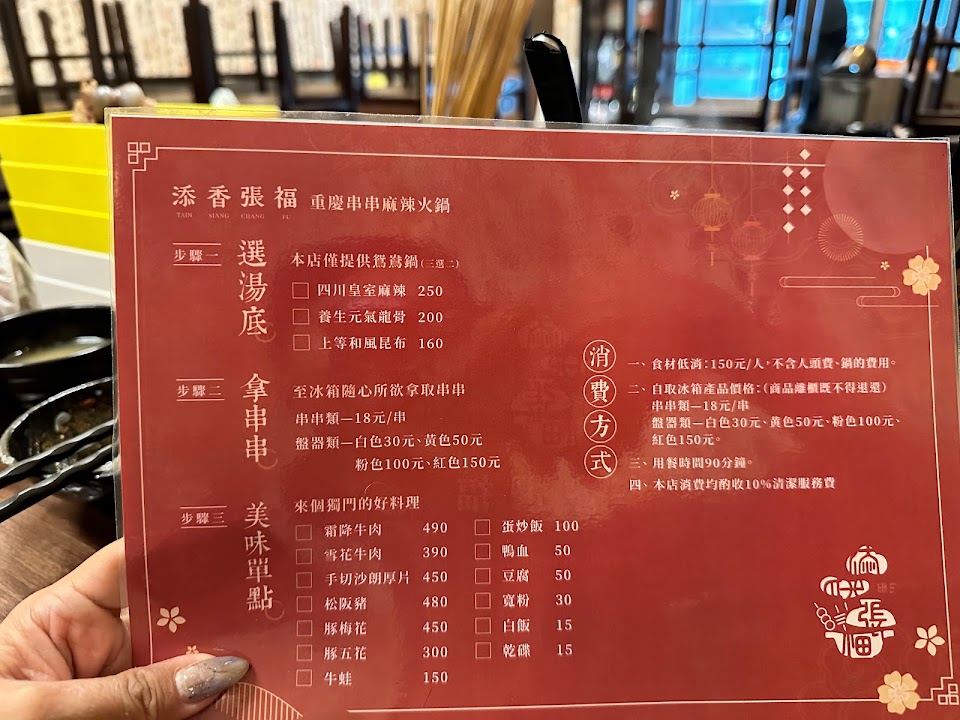 添香張福 重慶串串麻辣火鍋
TAIN SIANG CHANG FU
步驟一
選湯底
本店僅提供鴛鴦鍋(三選二)
四川皇室麻辣 250
養生元氣龍骨 200
上等和風昆布 160
步驟二
拿串串
至冰箱隨心所欲拿取串串
串串類—18元/串
盤器類—白色30元、黃色50元
粉色100元、紅色150元
步驟三
美味單點
來個獨門的好料理
霜降牛肉 490
雪花牛肉 390
手切沙朗厚片 450
松阪豬 480
豚梅花 450
豚五花 300
牛蛙 150
蛋炒飯 100
鴨血 50
豆腐 50
寬粉 30
白飯 15
乾碟 15
消費方式
一、食材低消:150元/人,不含人頭費、鍋的費用。
二、自取冰箱產品價格:(商品離櫃既不得退還)
串串類—18元/串
盤器類—白色30元、黃色50元、粉色100元、
紅色150元。
三、用餐時間90分鐘。
四、本店消費均酌收10%清潔服務費
添香張福